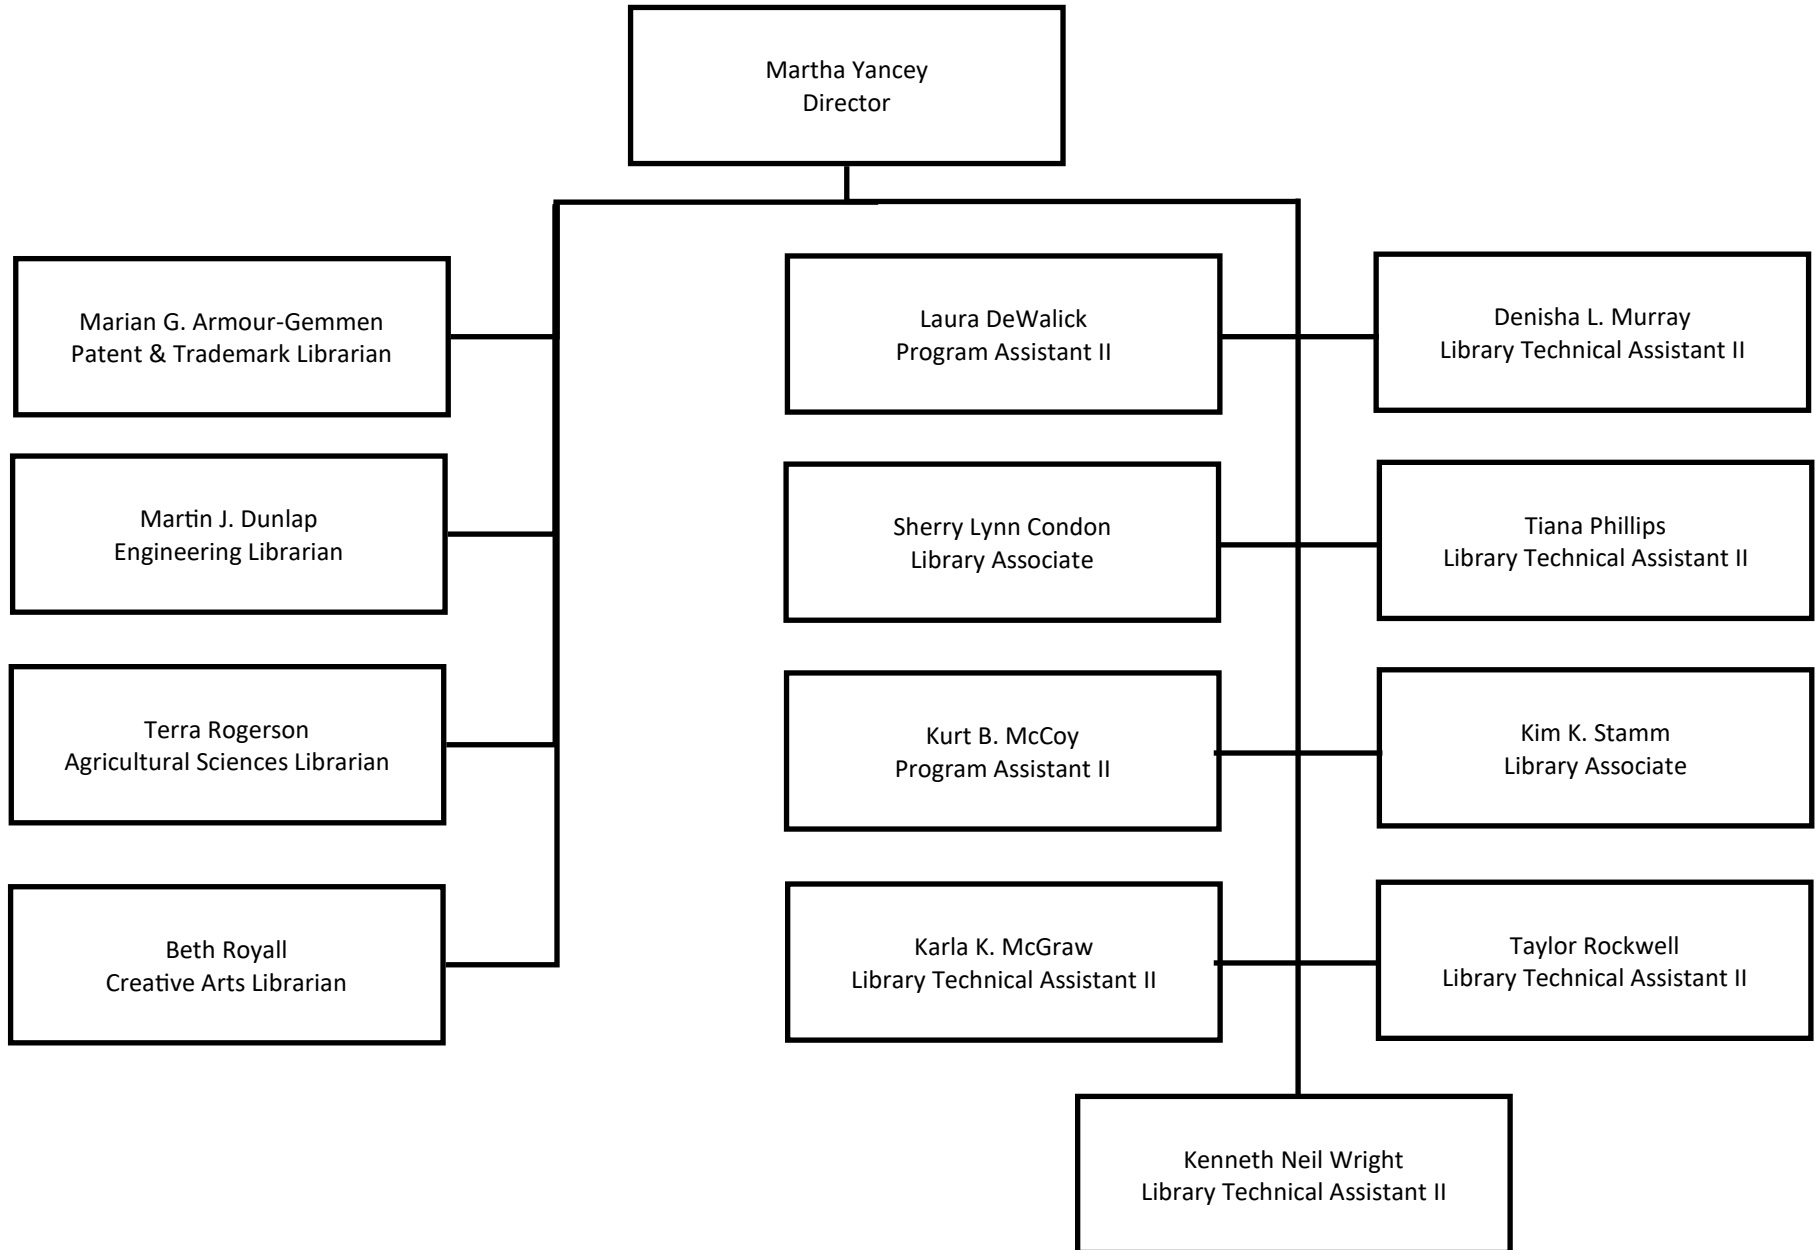 Martha Yancey
Director
Marian G. Armour-Gemmen
Patent & Trademark Librarian
Laura DeWalick
Program Assistant II
Denisha L. Murray
Library Technical Assistant II
Martin J. Dunlap
Engineering Librarian
Sherry Lynn Condon
Library Associate
Tiana Phillips
Library Technical Assistant II
Terra Rogerson
Agricultural Sciences Librarian
Kurt B. McCoy
Program Assistant II
Kim K. Stamm
Library Associate
Beth Royall
Creative Arts Librarian
Karla K. McGraw
Library Technical Assistant II
Taylor Rockwell
Library Technical Assistant II
Kenneth Neil Wright
Library Technical Assistant II